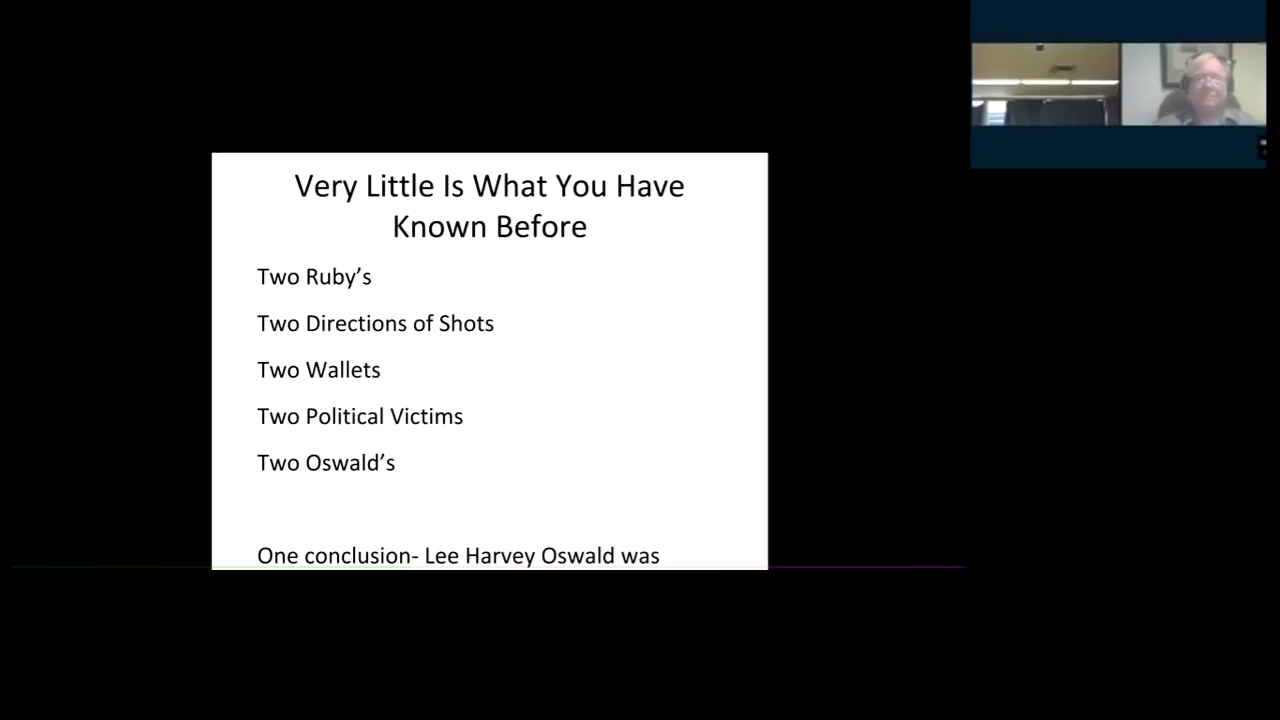 Very Little Is What You Have
Known Before
Two Ruby’s
Two Directions of Shots
Two Wallets
Two Political Victims
Two Oswald’s
One conclusion- Lee Harvey Oswald was